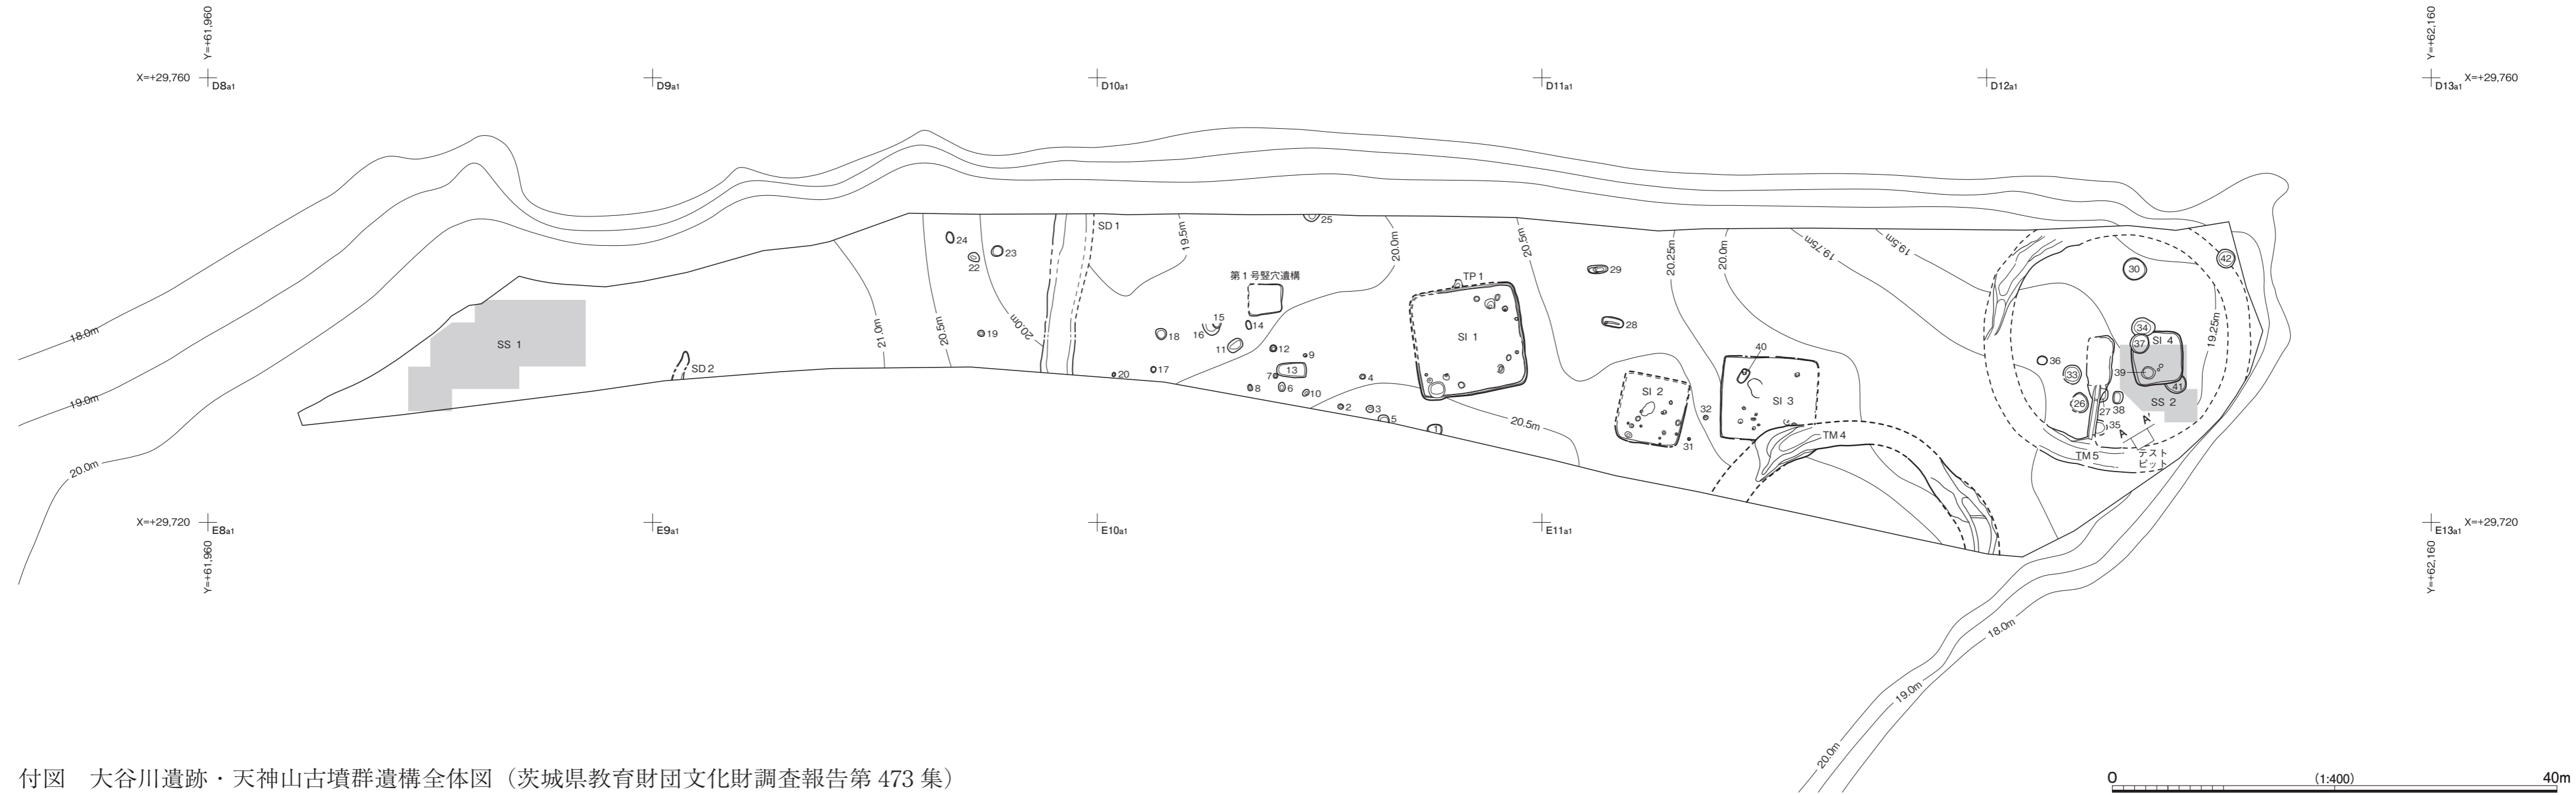 Y=+61,960
Y=+62,160
X=+29,760
D8a1
D9a1
D10a1
D11a1
D12a1
D13a1
X=+29,760
25
SD 1
24
23
22
19.5m
20.0m
20.5m
20.25m
20.0m
19.75m
19.5m
42
30
29
第1号竪穴遺構
TP 1
18.0m
SS 1
21.0m
20.5m
20.0m
19
18
15
16
14
11
12
9
SI 1
28
34
37
SI 4
19.25m
40
36
33
39
41
SD 2
20
17
7
13
8
6
10
4
2
3
5
1
20.5m
SI 2
32
31
SI 3
TM 4
26
27
38
SS 2
35
A
A′
TM 5
テスト
ピット
19.0m
20.0m
X=+29,720
E8a1
E9a1
E10a1
E11a1
E13a1
X=+29,720
Y=+61,960
Y=+62,160
18.0m
19.0m
20.0m
付図 大谷川遺跡・天神山古墳群遺構全体図（茨城県教育財団文化財調査報告第 473 集）
0
(1:400)
40m